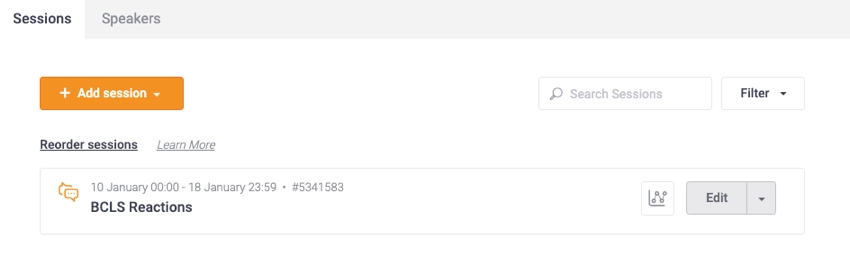 Sessions Speakers
+ Add session
Search Sessions
Filter
Reorder sessions Learn More
10 January 00:00 - 18 January 23:59 • #5341583
BCLS Reactions
Edit